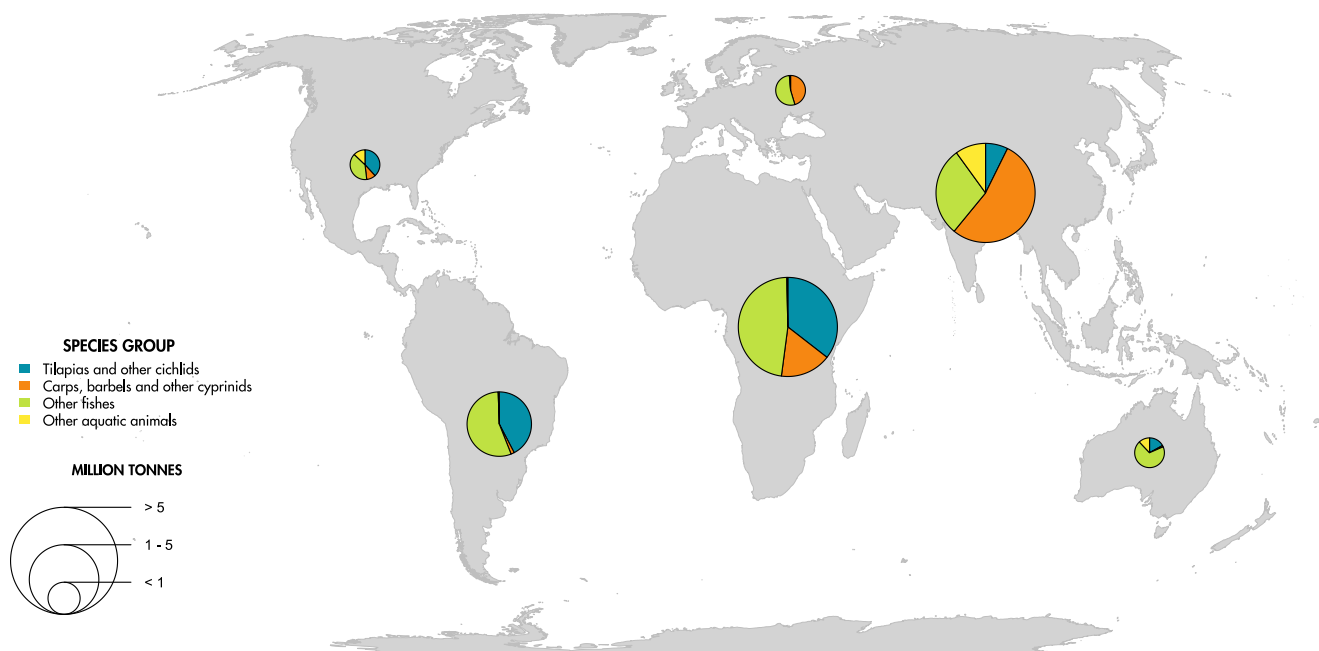 SPECIES GROUP
Tilapias and other cichlids
Carps, barbels and other cyprinids
Other fishes
Other aquatic animals
MILLION TONNES
> 5
1 - 5
< 1